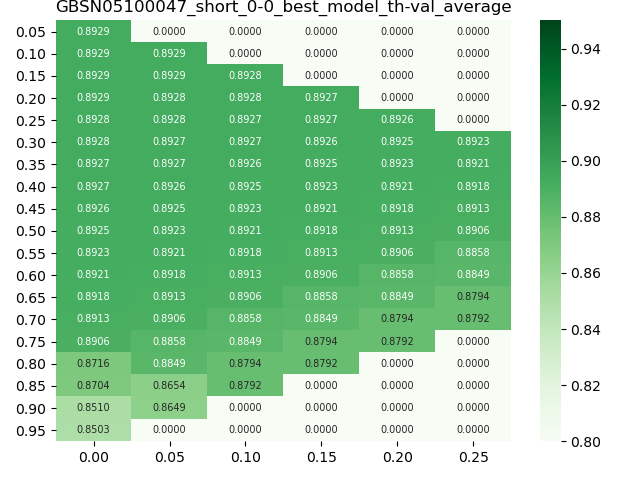 GBSN05100047_short_0-0_best_model_th-val_average
0.05 0.8929 0.0000 0.0000 0.0000 0.0000 0.0000
0.10 0.8929 0.8929 0.0000 0.0000 0.0000 0.0000
0.15 0.8929 0.8929 0.8928 0.0000 0.0000 0.0000
0.20 0.8929 0.8928 0.8928 0.8927 0.0000 0.0000
0.25 0.8928 0.8928 0.8927 0.8927 0.8926 0.0000
0.30 0.8928 0.8927 0.8927 0.8926 0.8925 0.8923
0.35 0.8927 0.8927 0.8926 0.8925 0.8923 0.8921
0.40 0.8927 0.8926 0.8925 0.8923 0.8921 0.8918
0.45 0.8926 0.8925 0.8923 0.8921 0.8918 0.8913
0.50 0.8925 0.8923 0.8921 0.8918 0.8913 0.8906
0.55 0.8923 0.8921 0.8918 0.8913 0.8906 0.8858
0.60 0.8921 0.8918 0.8913 0.8906 0.8858 0.8849
0.65 0.8918 0.8913 0.8906 0.8858 0.8849 0.8794
0.70 0.8913 0.8906 0.8858 0.8849 0.8794 0.8792
0.75 0.8906 0.8858 0.8849 0.8794 0.8792 0.0000
0.80 0.8716 0.8849 0.8794 0.8792 0.0000 0.0000
0.85 0.8704 0.8654 0.8792 0.0000 0.0000 0.0000
0.90 0.8510 0.8649 0.0000 0.0000 0.0000 0.0000
0.95 0.8503 0.0000 0.0000 0.0000 0.0000 0.0000
0.00 0.05 0.10 0.15 0.20 0.25
0.94
0.92
0.90
0.88
0.86
0.84
0.82
0.80